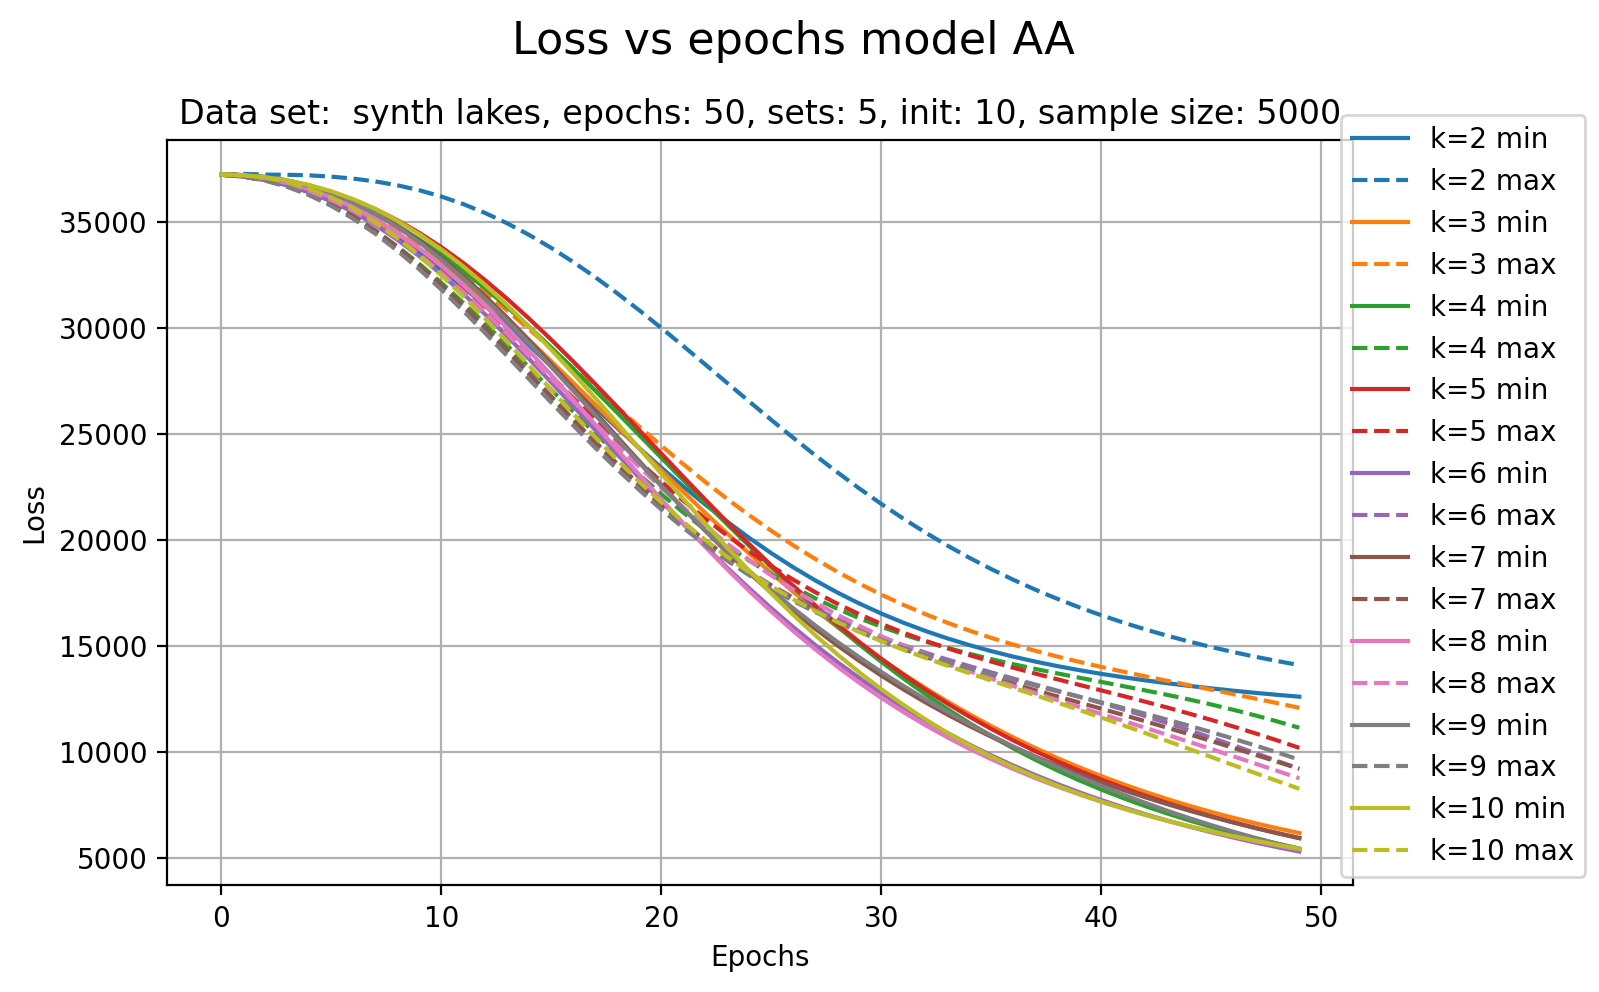 Loss vs epochs model AA
Data set:  synth lakes, epochs: 50, sets: 5, init: 10, sample size: 5000
Loss
35000
30000
25000
20000
15000
10000
5000
0 10 20 30 40 50
Epochs
k=2 min
k=2 max
k=3 min
k=3 max
k=4 min
k=4 max
k=5 min
k=5 max
k=6 min
k=6 max
k=7 min
k=7 max
k=8 min
k=8 max
k=9 min
k=9 max
k=10 min
k=10 max